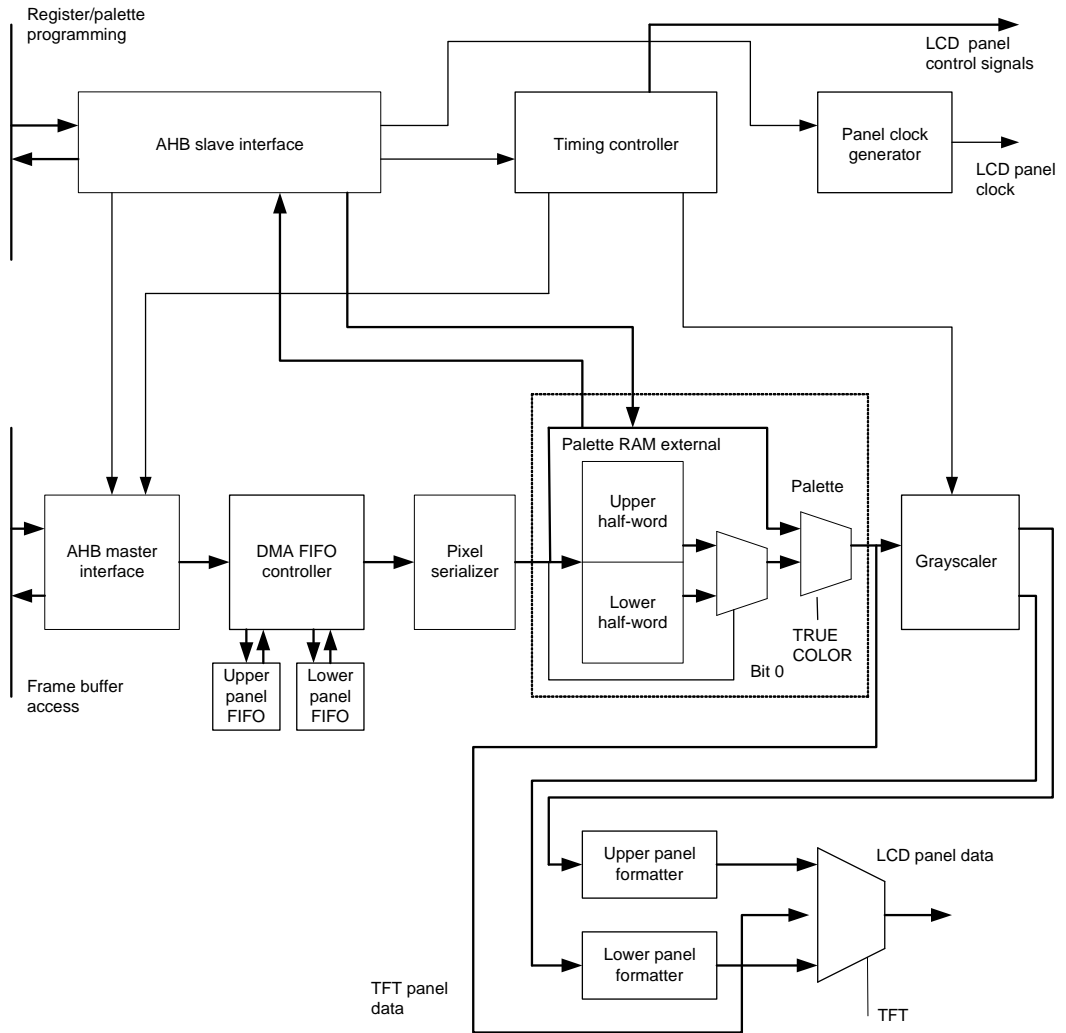 Register/palette
programming
LCD panel
control signals
AHB slave interface
Timing controller
Panel clock
generator
LCD panel
clock
Palette RAM external
Upper
half-word
Palette
AHB master
interface
DMA FIFO
controller
Pixel
serializer
Grayscaler
Lower
half-word
TRUE
COLOR
Bit 0
Upper
panel
FIFO
Lower
panel
FIFO
Frame buffer
access
Upper panel
formatter
LCD panel data
Lower panel
formatter
TFT panel
data
TFT